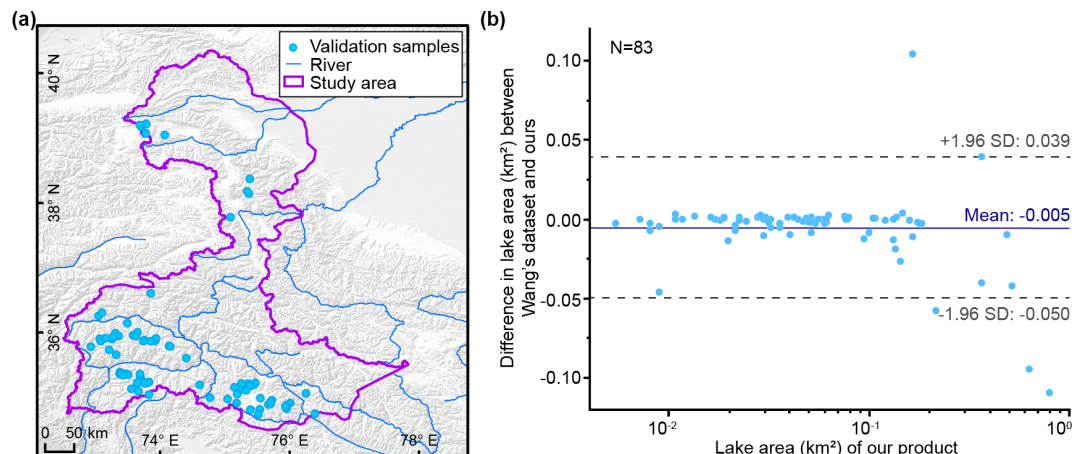 (a)
Validation samples
River
Study area
40° N
38° N
36° N
0 50 km
74° E
76° E
78° E
(b)
N=83
Difference in lake area (km²) between
Wang's dataset and ours
0.10
0.05
0.00
-0.05
-0.10
+1.96 SD: 0.039
Mean: -0.005
-1.96 SD: -0.050
10⁻²
10⁻¹
10⁰
Lake area (km²) of our product